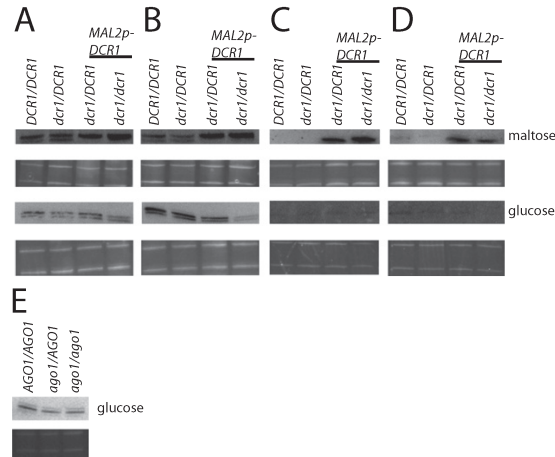 A B C D
MAL2p-
DCR1
MAL2p-
DCR1
MAL2p-
DCR1
MAL2p-
DCR1
DCR1/DCR1
dcr1/DCR1
dcr1/DCR1
dcr1/dcr1
DCR1/DCR1
dcr1/DCR1
dcr1/DCR1
dcr1/dcr1
DCR1/DCR1
dcr1/DCR1
dcr1/DCR1
dcr1/dcr1
DCR1/DCR1
dcr1/DCR1
dcr1/DCR1
dcr1/dcr1
maltose
glucose
E
AGO1/AGO1
ago1/AGO1
ago1/ago1
glucose